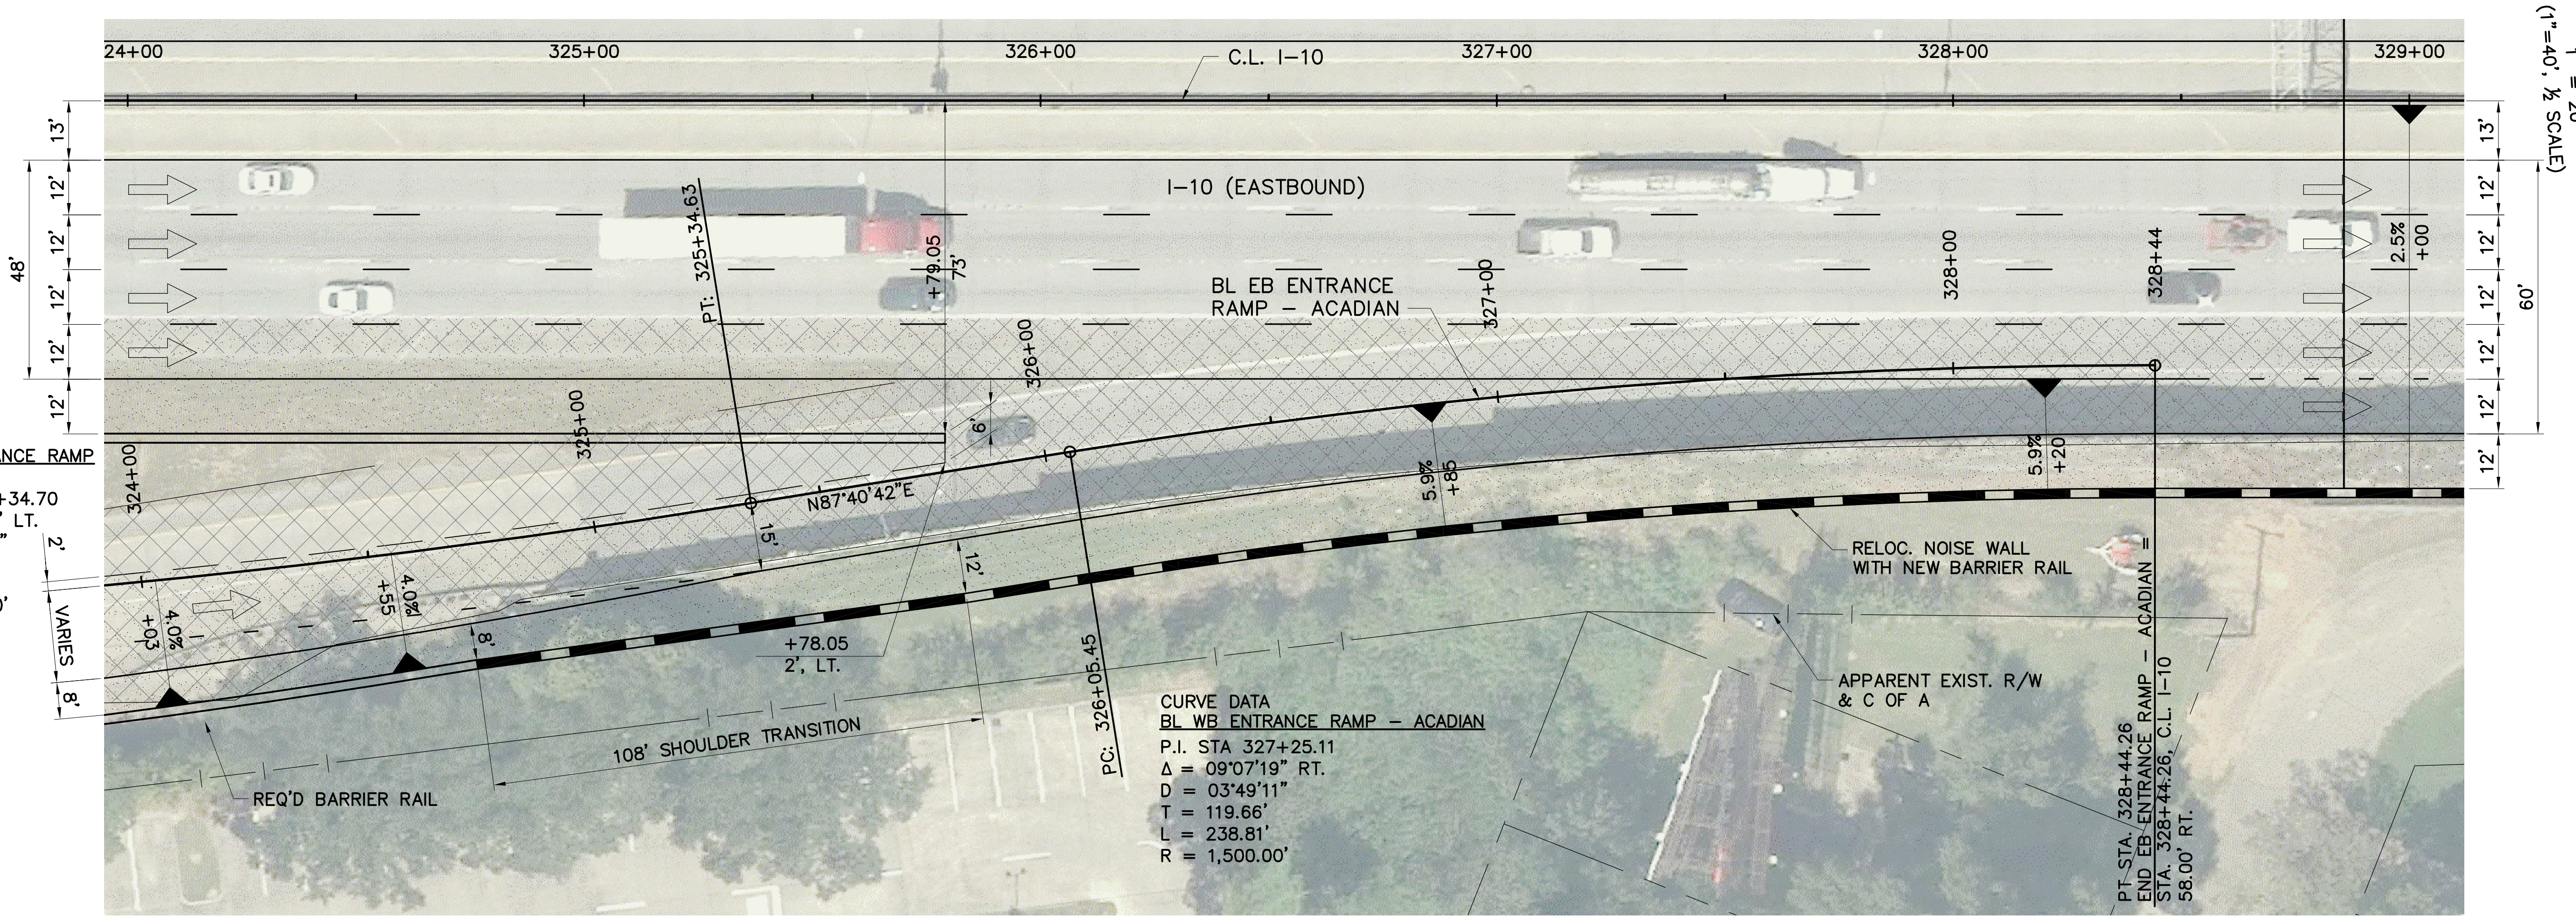 24+00
325+00
326+00
327+00
328+00
329+00
C.L. I-10
(1"=40', ½ SCALE)
13'
12'
12'
12'
12'
12'
48'
I-10 (EASTBOUND)
PT: 325+34.63
+79.05
73'
BL EB ENTRANCE
RAMP - ACADIAN
324+00
325+00
326+00
327+00
328+00
328+44
2.5%
+00
13'
12'
12'
12'
12'
12'
12'
60'
NCE RAMP
+34.70
LT.
2'
VARIES
8'
+03
4.0%
+55
4.0%
9'
N87°40'42"E
15'
12'
8'
+78.05
2', LT.
108' SHOULDER TRANSITION
REQ'D BARRIER RAIL
PC: 326+05.45
5.9%
+85
5.9%
+20
RELOC. NOISE WALL
WITH NEW BARRIER RAIL
APPARENT EXIST. R/W
& C OF A
CURVE DATA
BL WB ENTRANCE RAMP - ACADIAN
P.I. STA 327+25.11
Δ = 09°07'19" RT.
D = 03°49'11"
T = 119.66'
L = 238.81'
R = 1,500.00'
PT STA. 328+44.26
END EB ENTRANCE RAMP - ACADIAN =
STA. 328+44.26, C.L. I-10
58.00' RT.